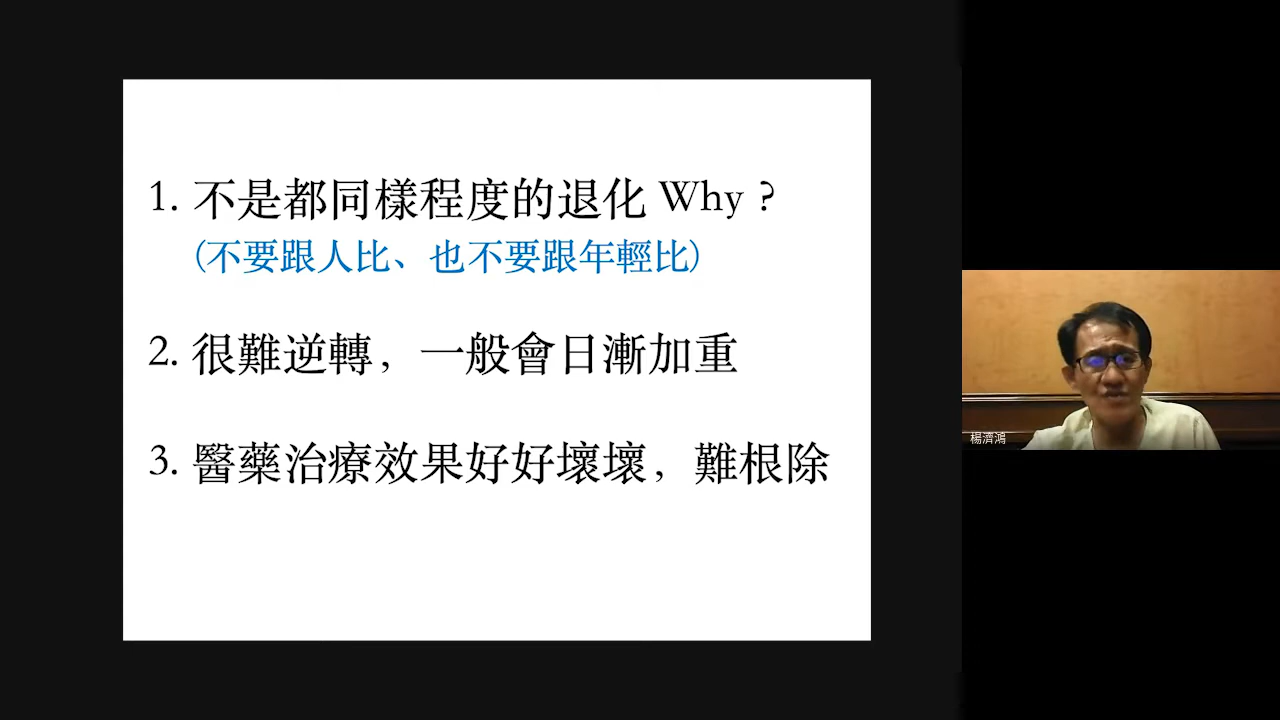 1. 不是都同樣程度的退化 Why ?
(不要跟人比、也不要跟年輕比)
2. 很難逆轉，一般會日漸加重
3. 醫藥治療效果好好壞壞，難根除
楊濟鴻